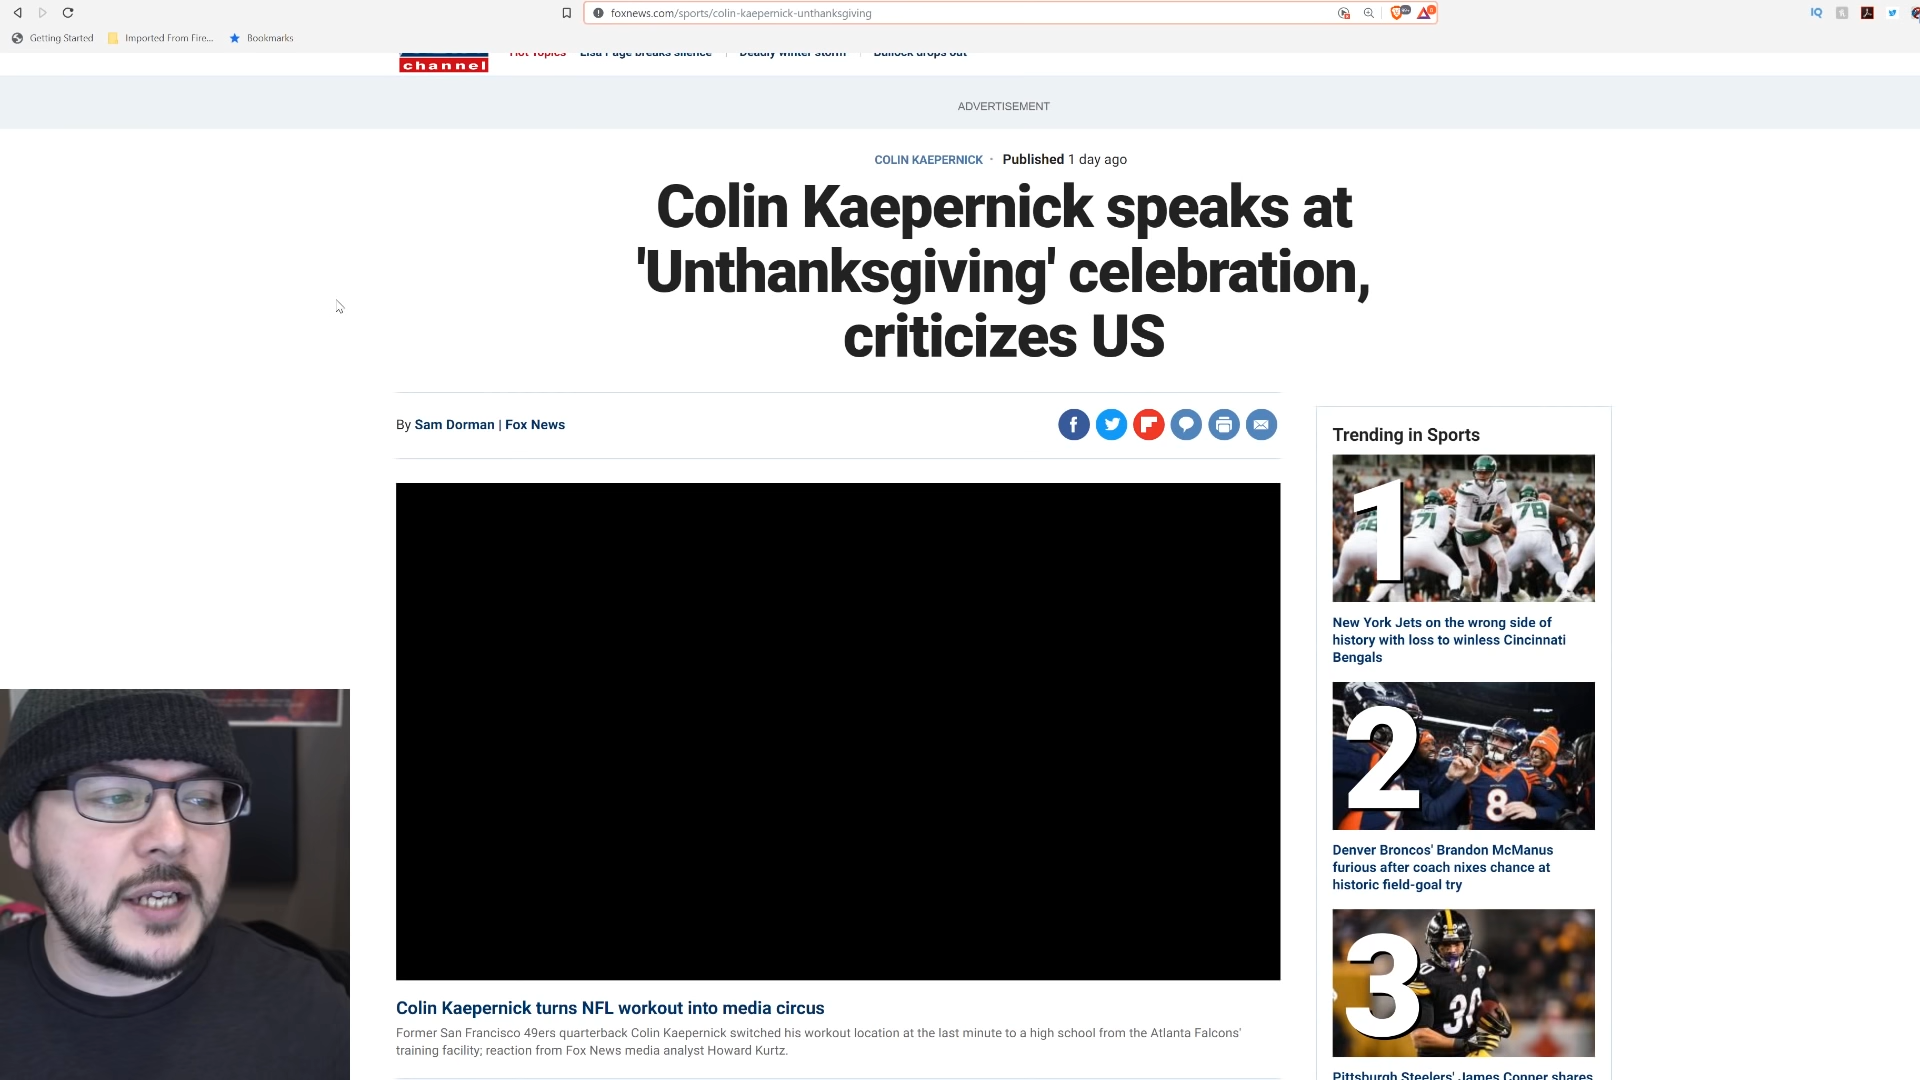 foxnews.com/sports/colin-kaepernick-unthanksgiving
IQ
Getting Started
Imported From Fire...
Bookmarks
channel
Hot Topics
Lisa Page breaks silence
Deadly winter storm
Bullock drops out
ADVERTISEMENT
COLIN KAEPERNICK · Published 1 day ago
Colin Kaepernick speaks at
'Unthanksgiving' celebration,
criticizes US
By Sam Dorman | Fox News
Trending in Sports
1
71
14
78
New York Jets on the wrong side of
history with loss to winless Cincinnati
Bengals
2
8
Denver Broncos' Brandon McManus
furious after coach nixes chance at
historic field-goal try
3
30
Pittsburgh Steelers' James Conner shares
Colin Kaepernick turns NFL workout into media circus
Former San Francisco 49ers quarterback Colin Kaepernick switched his workout location at the last minute to a high school from the Atlanta Falcons'
training facility; reaction from Fox News media analyst Howard Kurtz.